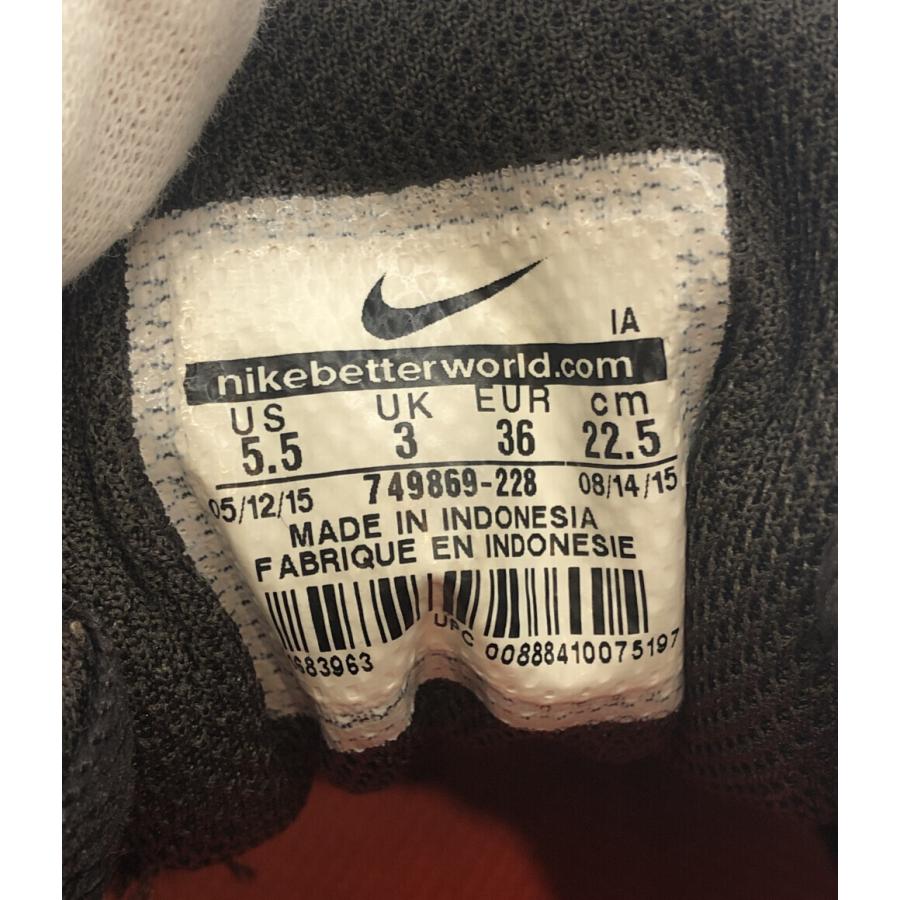 IA
nikebetterworld.com
US UK EUR cm
5.5 3 36 22.5
05/12/15 749869-228 08/14/15
MADE IN INDONESIA
FABRIQUE EN INDONESIE
UPC
00888410075197